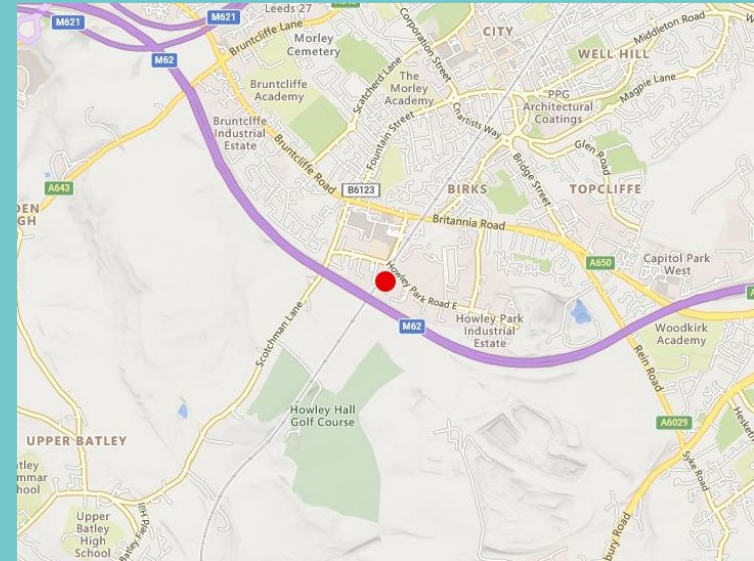 M621
Leeds 27
M621
Bruntcliffe Lane
Morley
Cemetery
Corporation Street
CITY
A650
Middleton Road
M62
WELL HILL
Scatcherd Lane
The
Morley
Academy
Bruntcliffe
Academy
PPG
Architectural
Coatings
Magpie Lane
Fountain Street
Chartists Way
Bruntcliffe
Industrial
Estate
Glen Road
Bridge Street
Bruntcliffe Road
A643
B6123
BIRKS
TOPCLIFFE
Britannia Road
Capitol Park
West
A650
Howley Park Road E
Scotchman Lane
M62
Howley Park
Industrial
Estate
Woodkirk
Academy
Rein Road
Howley Hall
Golf Course
A6029
UPPER BATLEY
Syke Road
Upper
Batley
High
School